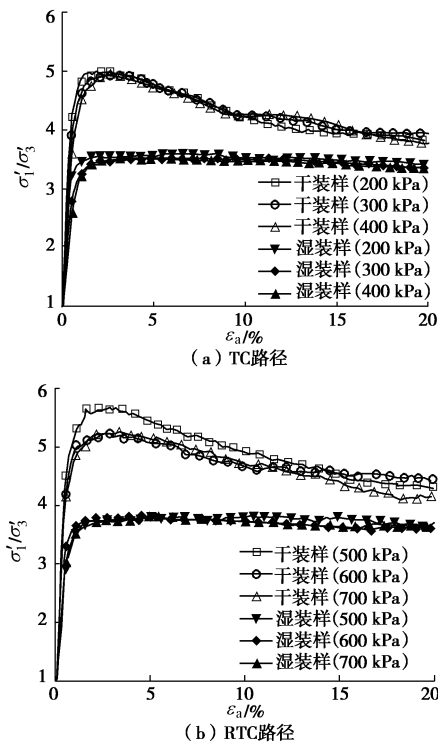 6
5
4
3
2
1
σ′₁/σ′₃
干装样(200 kPa)
干装样(300 kPa)
干装样(400 kPa)
湿装样(200 kPa)
湿装样(300 kPa)
湿装样(400 kPa)
0 5 10 15 20
εa/%
(a) TC路径
6
5
4
3
2
1
σ′₁/σ′₃
干装样(500 kPa)
干装样(600 kPa)
干装样(700 kPa)
湿装样(500 kPa)
湿装样(600 kPa)
湿装样(700 kPa)
0 5 10 15 20
εa/%
(b) RTC路径